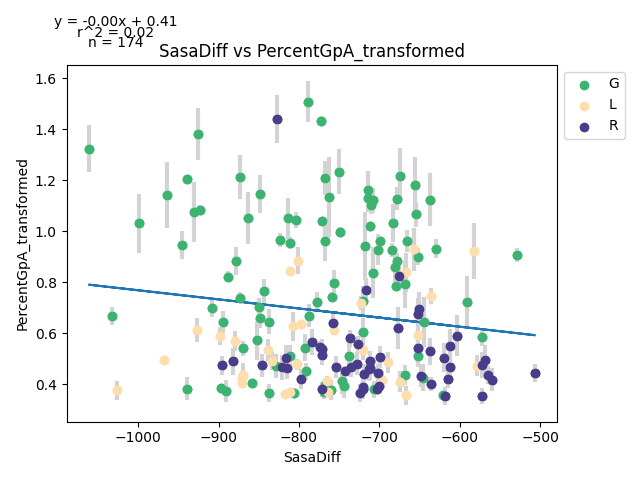 y = -0.00x + 0.41
r^2 = 0.02
n = 174
SasaDiff vs PercentGpA_transformed
1.6
1.4
1.2
1.0
0.8
0.6
0.4
PercentGpA_transformed
−1000
−900
−800
−700
−600
−500
SasaDiff
G
L
R